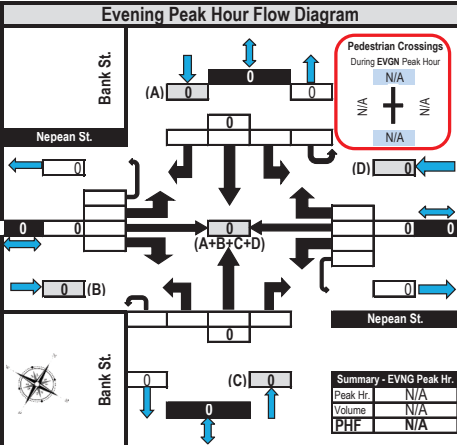 Evening Peak Hour Flow Diagram
Bank St.
0
(A) 0
0
Pedestrian Crossings
During EVGN Peak Hour
N/A
N/A
N/A
N/A
0
Nepean St.
0
(D) 0
0 0
0
(A+B+C+D)
0 0
0 (B)
0
Nepean St.
0
Bank St.
0
(C) 0
0
Summary - EVNG Peak Hr.
Peak Hr. N/A
Volume N/A
PHF N/A